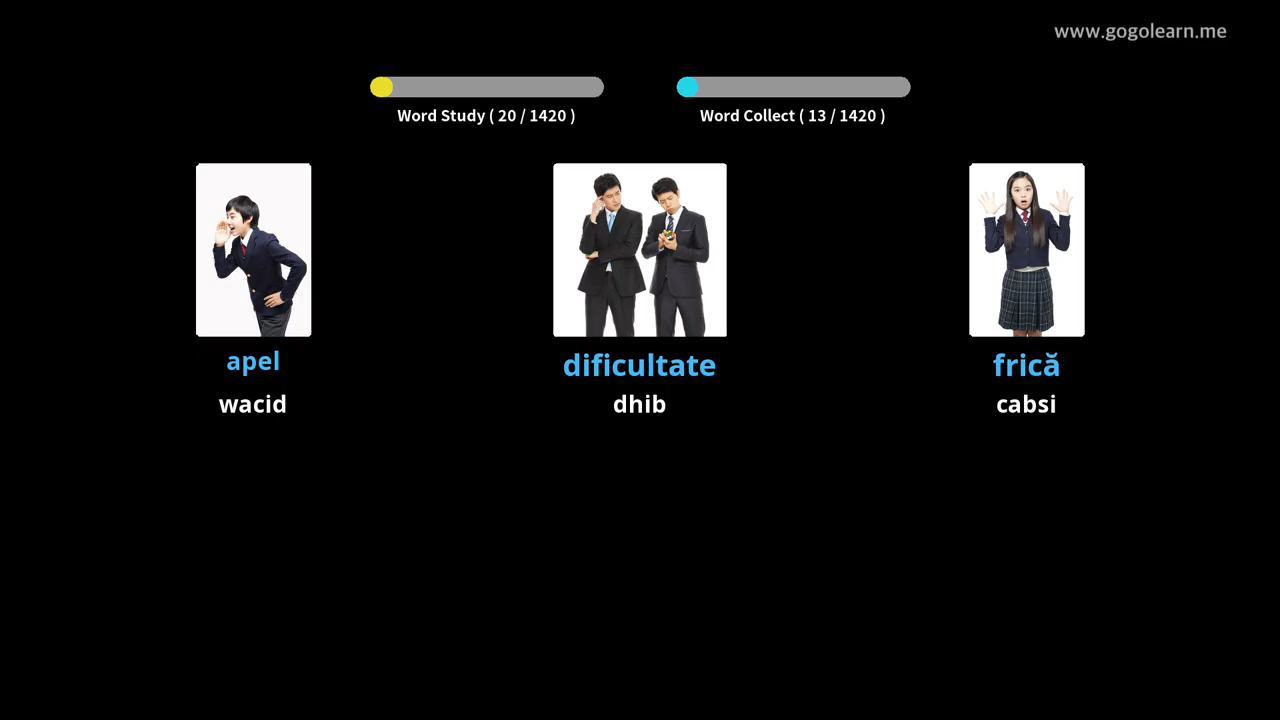 www.gogolearn.me
Word Study ( 20 / 1420 )
Word Collect ( 13 / 1420 )
apel
dificultate
frică
wacid
dhib
cabsi